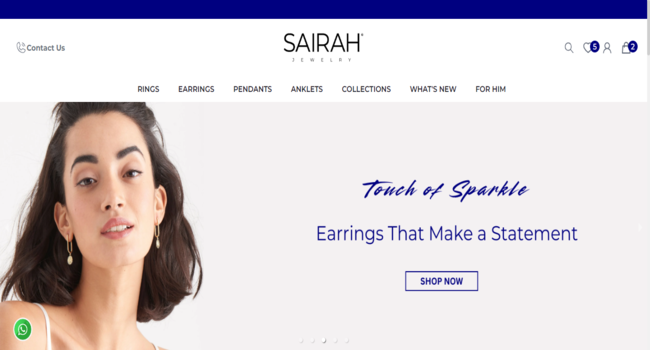 Contact Us
SAIRAH
JEWELRY
5
2
RINGS
EARRINGS
PENDANTS
ANKLETS
COLLECTIONS
WHAT'S NEW
FOR HIM
Touch of Sparkle
Earrings That Make a Statement
SHOP NOW